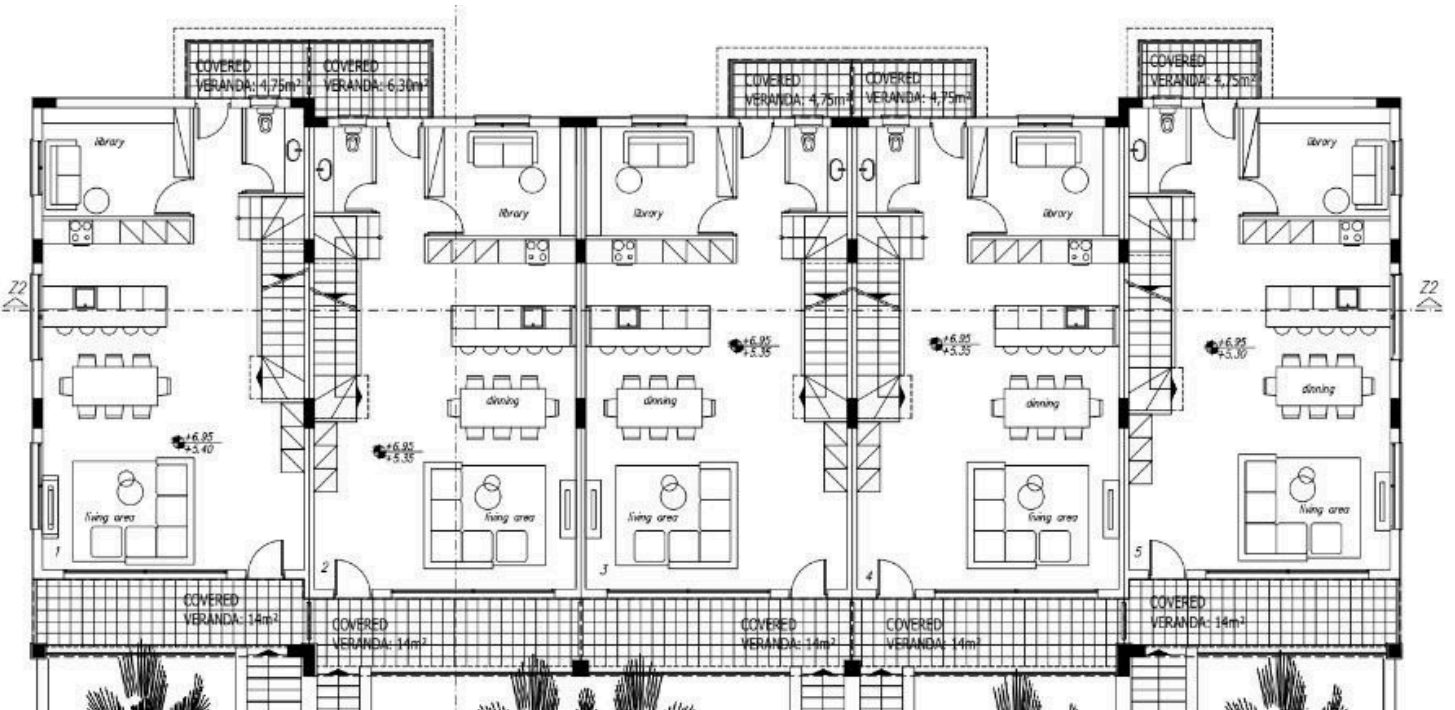 COVERED
VERANDA: 4,75m²
COVERED
VERANDA: 6,30m²
COVERED
VERANDA: 4,75m²
COVERED
VERANDA: 4,75m²
COVERED
VERANDA: 4,75m²
library
library
library
library
library
Z2
Z2
+6.95
+5.35
+6.95
+5.35
+6.95
+5.30
dinning
dinning
dinning
dinning
+6.95
+5.40
+6.95
+5.35
living area
living area
living area
living area
living area
1
2
3
4
5
COVERED
VERANDA: 14m²
COVERED
VERANDA: 14m²
COVERED
VERANDA: 14m²
COVERED
VERANDA: 14m²
COVERED
VERANDA: 14m²